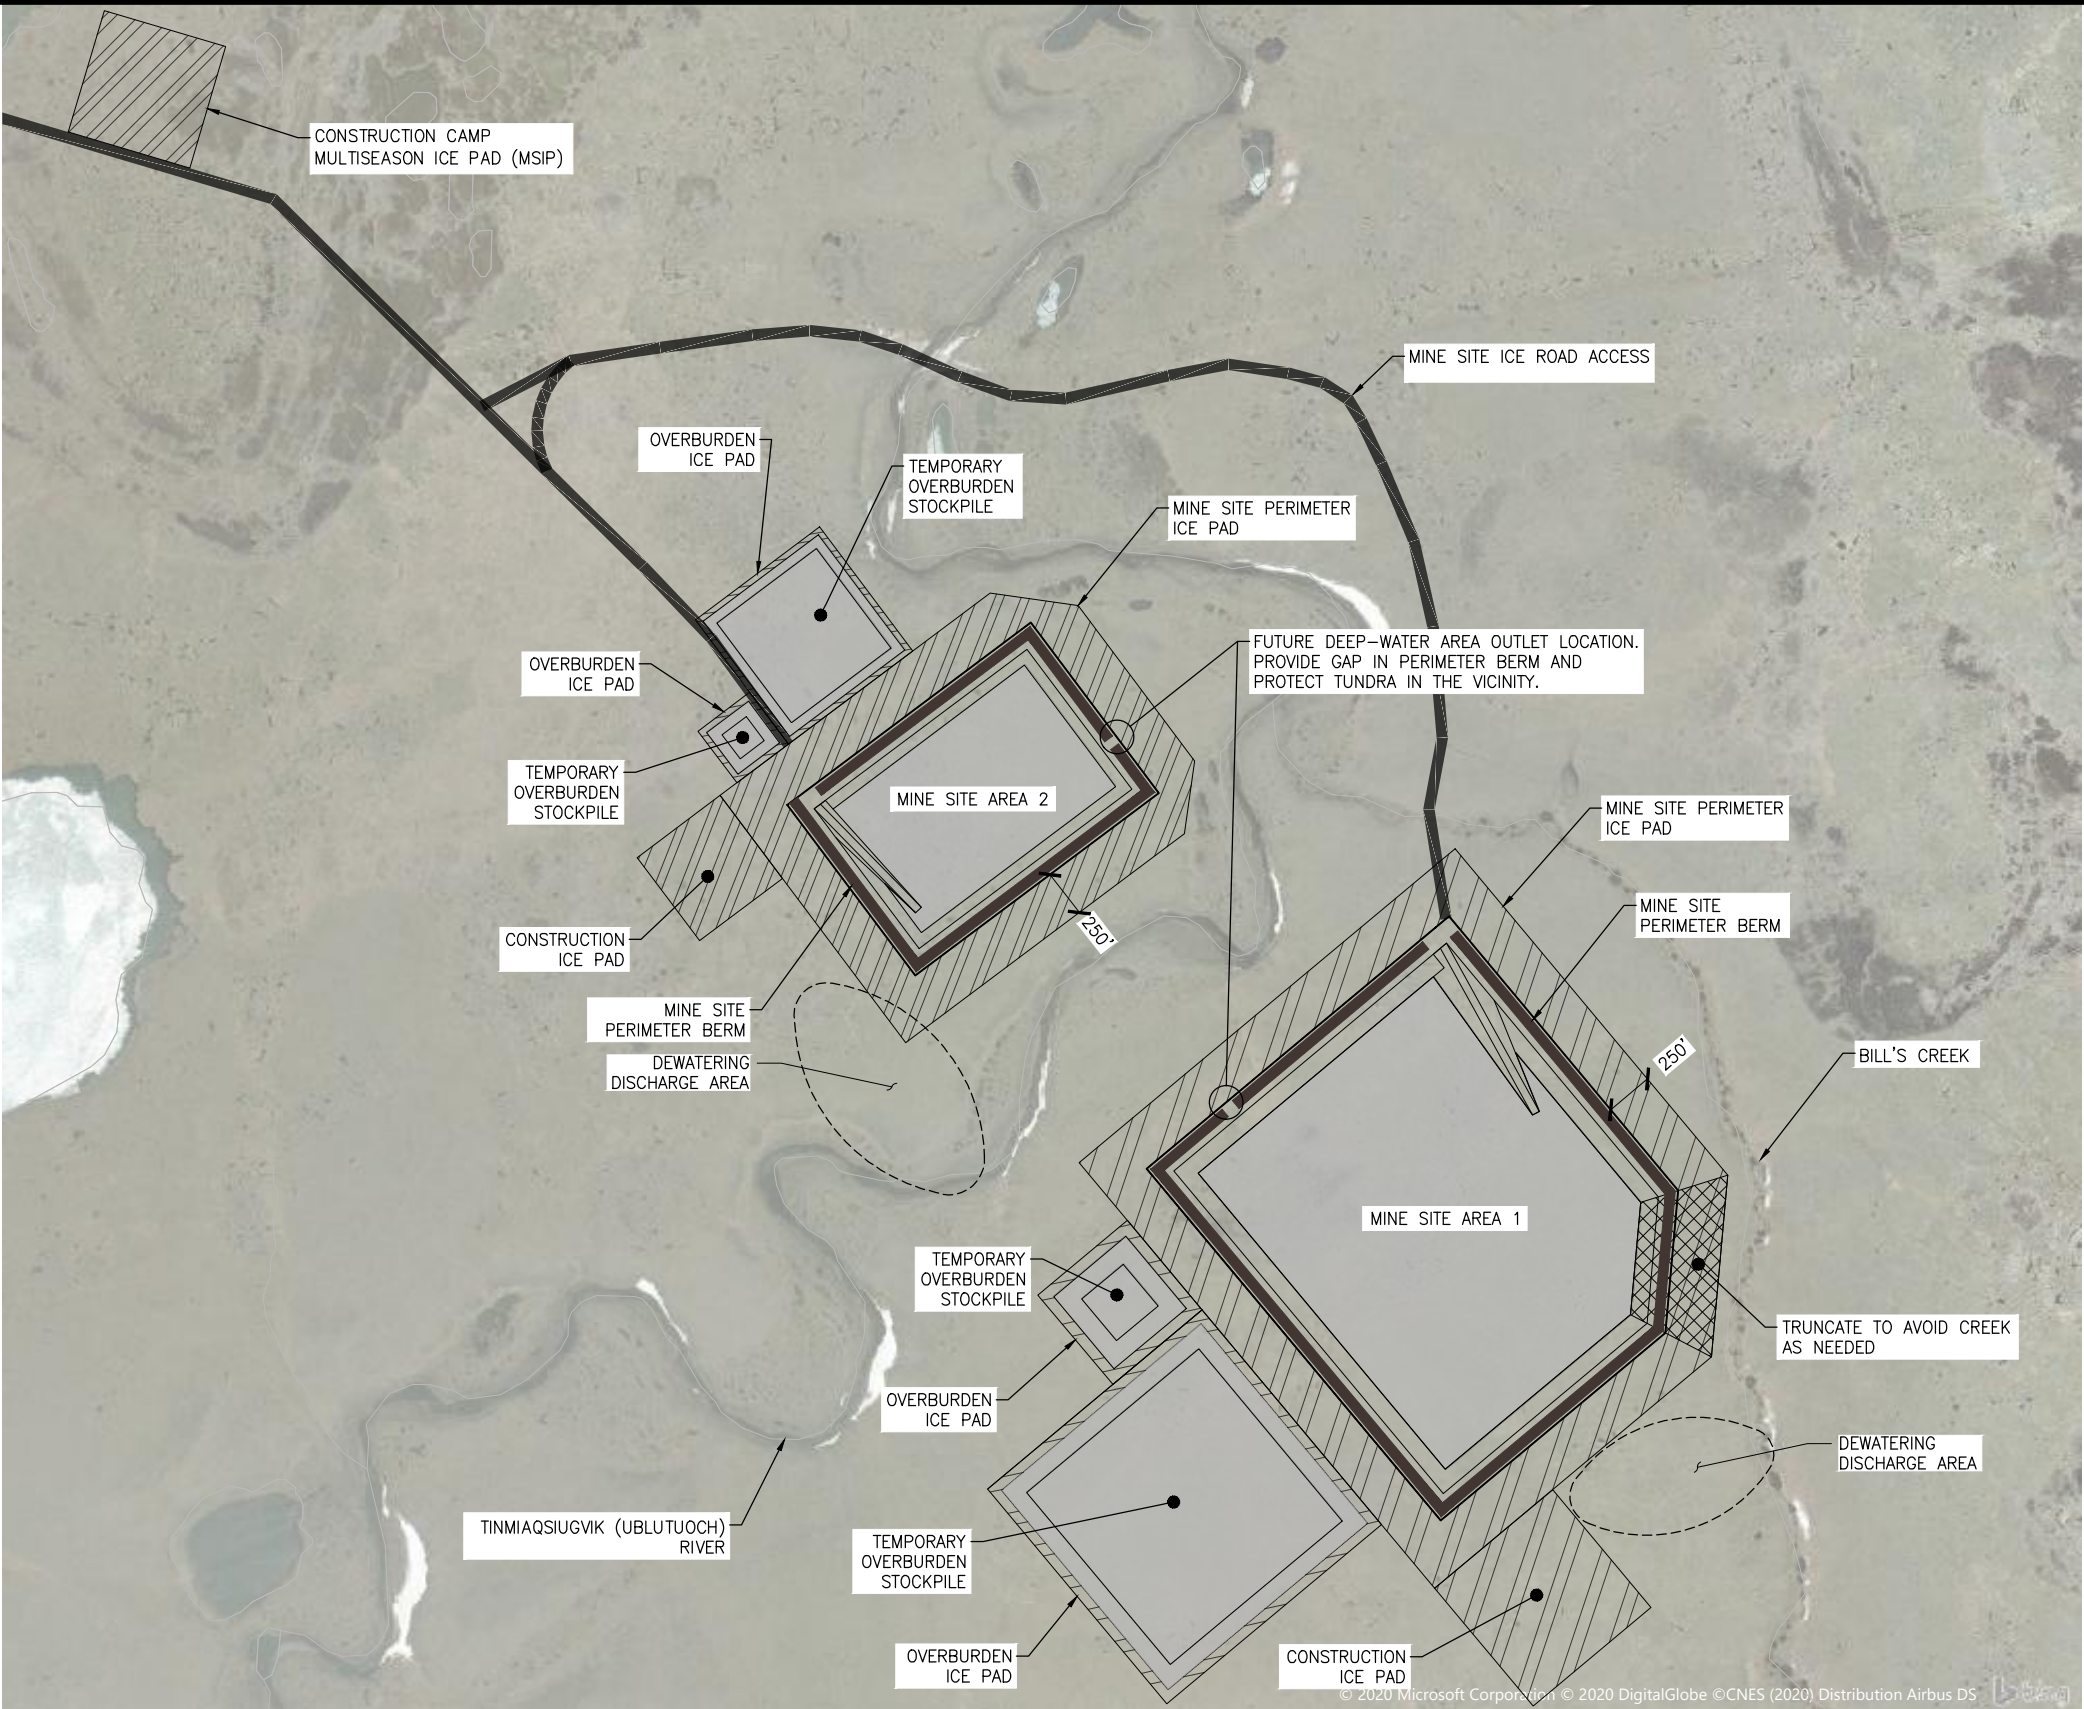 CONSTRUCTION CAMP
MULTISEASON ICE PAD (MSIP)
MINE SITE ICE ROAD ACCESS
OVERBURDEN
ICE PAD
TEMPORARY
OVERBURDEN
STOCKPILE
MINE SITE PERIMETER
ICE PAD
FUTURE DEEP-WATER AREA OUTLET LOCATION.
PROVIDE GAP IN PERIMETER BERM AND
PROTECT TUNDRA IN THE VICINITY.
OVERBURDEN
ICE PAD
TEMPORARY
OVERBURDEN
STOCKPILE
MINE SITE AREA 2
MINE SITE PERIMETER
ICE PAD
MINE SITE
PERIMETER BERM
CONSTRUCTION
ICE PAD
250'
MINE SITE
PERIMETER BERM
DEWATERING
DISCHARGE AREA
250'
BILL'S CREEK
MINE SITE AREA 1
TEMPORARY
OVERBURDEN
STOCKPILE
TRUNCATE TO AVOID CREEK
AS NEEDED
OVERBURDEN
ICE PAD
DEWATERING
DISCHARGE AREA
TINMIAQSIUGVIK (UBLUTUOCH)
RIVER
TEMPORARY
OVERBURDEN
STOCKPILE
OVERBURDEN
ICE PAD
CONSTRUCTION
ICE PAD
© 2020 Microsoft Corporation © 2020 DigitalGlobe ©CNES (2020) Distribution Airbus DS